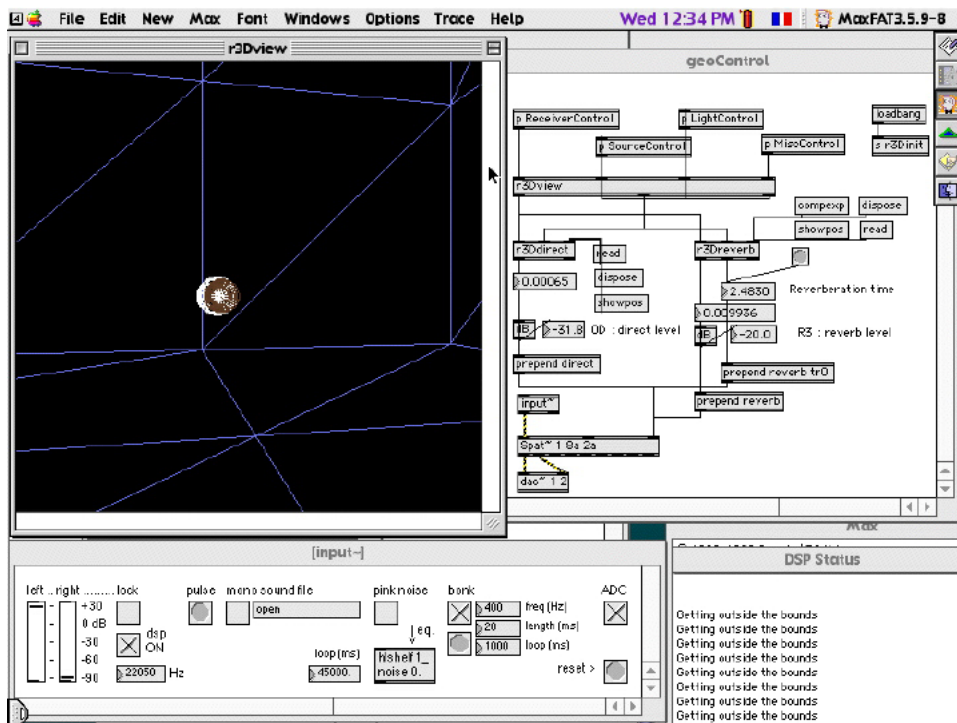 File Edit New Max Font Windows Options Trace Help Wed 12:34 PM MaxFAT3.5.9-8
r3Dview
geoControl
p ReceiverControl
p LightControl
loadbang
p SourceControl
p MiscControl
s r3Dinit
r3Dview
compexp
dispose
showpos
read
r3Ddirect
read
r3Dreverb
0.00065
dispose
2.4830
Reverberation time
showpos
0.009936
dB
-31.8
OD : direct level
dB
-20.0
R3 : reverb level
prepend direct
prepend reverb tr0
input~
prepend reverb
Spat~ 1 8a 2a
dac~ 1 2
Max
[input~]
DSP Status
left .. right ......... lock
pulse
mono sound file
pink noise
bonk
ADC
+30
open
400
freq (Hz)
0 dB
-30
dsp
ON
eq.
20
length (ms)
-60
loop (ms)
hishelf 1_
noise 0.
1000
loop (ms)
-90
22050
Hz
45000.
reset >
Getting outside the bounds
Getting outside the bounds
Getting outside the bounds
Getting outside the bounds
Getting outside the bounds
Getting outside the bounds
Getting outside the bounds
Getting outside the bounds